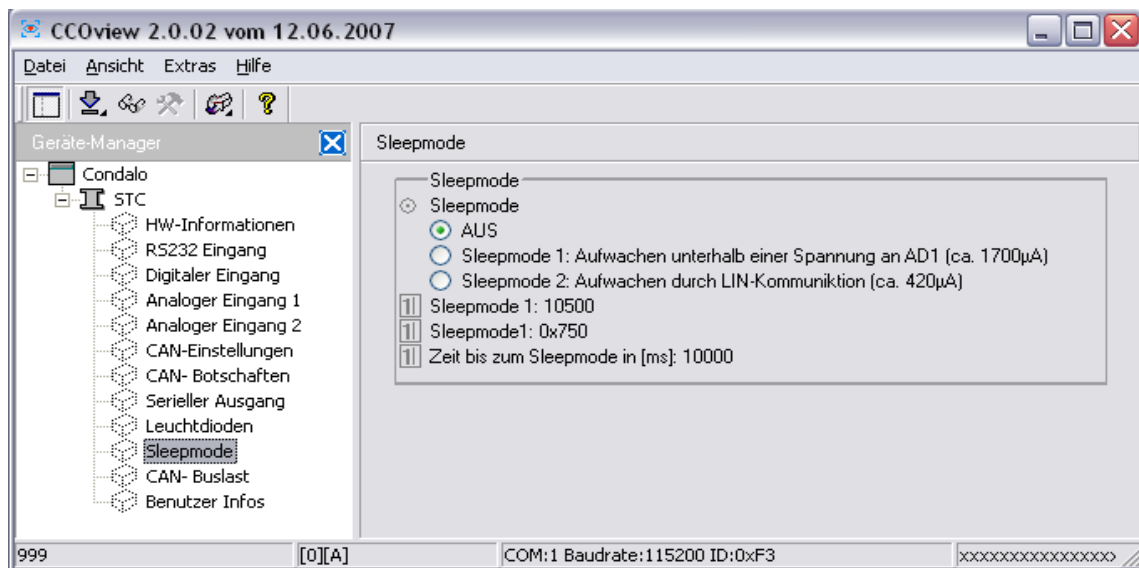 CCOview 2.0.02 vom 12.06.2007
Datei Ansicht Extras Hilfe
Geräte-Manager
Sleepmode
Condalo
STC
HW-Informationen
RS232 Eingang
Digitaler Eingang
Analoger Eingang 1
Analoger Eingang 2
CAN-Einstellungen
CAN- Botschaften
Serieller Ausgang
Leuchtdioden
Sleepmode
CAN- Buslast
Benutzer Infos
Sleepmode
Sleepmode
AUS
Sleepmode 1: Aufwachen unterhalb einer Spannung an AD1 (ca. 1700µA)
Sleepmode 2: Aufwachen durch LIN-Kommuniktion (ca. 420µA)
Sleepmode 1: 10500
Sleepmode1: 0x750
Zeit bis zum Sleepmode in [ms]: 10000
999 [0][A] COM:1 Baudrate:115200 ID:0xF3